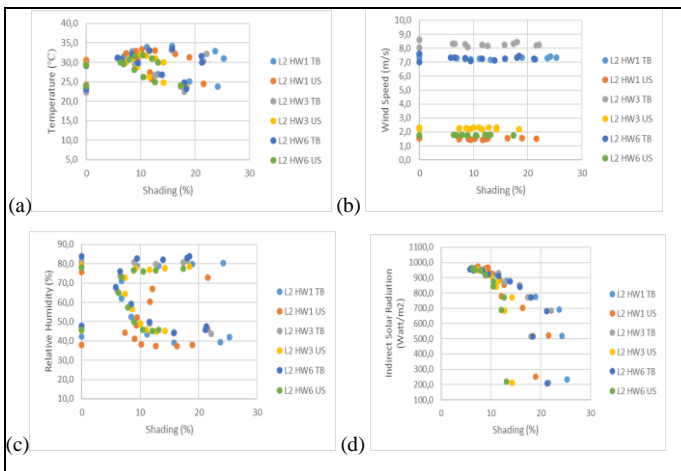 40,0
35,0
30,0
25,0
20,0
15,0
10,0
5,0
0
10
20
30
Temperature (°C)
Shading (%)
L2 HW1 TB
L2 HW1 US
L2 HW3 TB
L2 HW3 US
L2 HW6 TB
L2 HW6 US
(a)
10,0
9,0
8,0
7,0
6,0
5,0
4,0
3,0
2,0
1,0
0,0
0
10
20
30
Wind Speed (m/s)
Shading (%)
L2 HW1 TB
L2 HW1 US
L2 HW3 TB
L2 HW3 US
L2 HW6 TB
L2 HW6 US
(b)
90,0
80,0
70,0
60,0
50,0
40,0
30,0
20,0
10,0
0
10
20
30
Relative Humidity (%)
Shading (%)
L2 HW1 TB
L2 HW1 US
L2 HW3 TB
L2 HW3 US
L2 HW6 TB
L2 HW6 US
(c)
1100,0
1000,0
900,0
800,0
700,0
600,0
500,0
400,0
300,0
200,0
100,0
0
10
20
30
Indirect Solar Radiation
(Watt/m2)
Shading (%)
L2 HW1 TB
L2 HW1 US
L2 HW3 TB
L2 HW3 US
L2 HW6 TB
L2 HW6 US
(d)